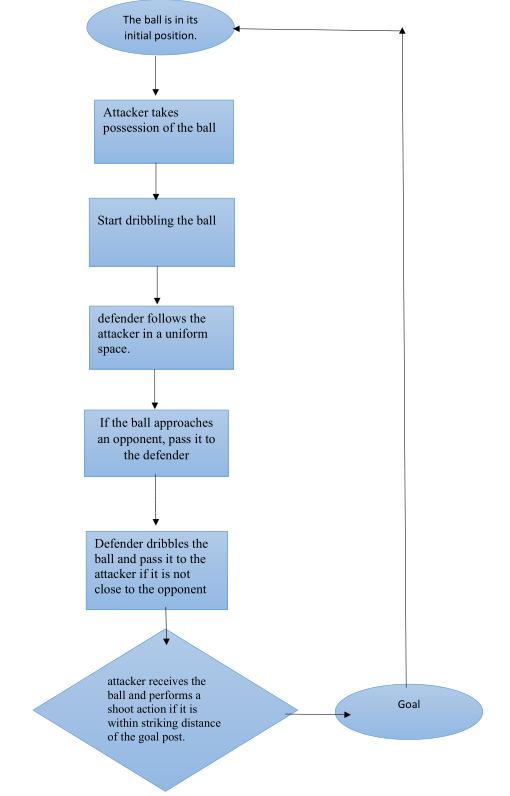 The ball is in its
initial position.
Attacker takes
possession of the ball
Start dribbling the ball
defender follows the
attacker in a uniform
space.
If the ball approaches
an opponent, pass it to
the defender
Defender dribbles the
ball and pass it to the
attacker if it is not
close to the opponent
attacker receives the
ball and performs a
shoot action if it is
within striking distance
of the goal post.
Goal